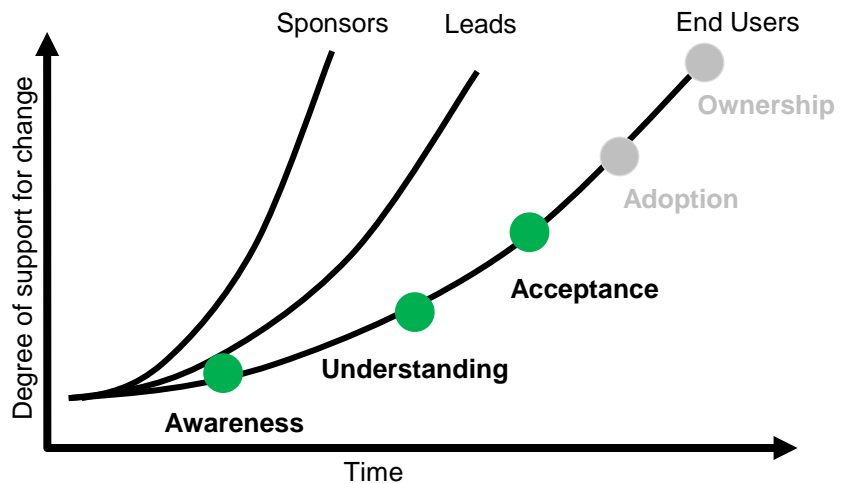 Sponsors
Leads
End Users
Ownership
Adoption
Acceptance
Understanding
Awareness
Degree of support for change
Time